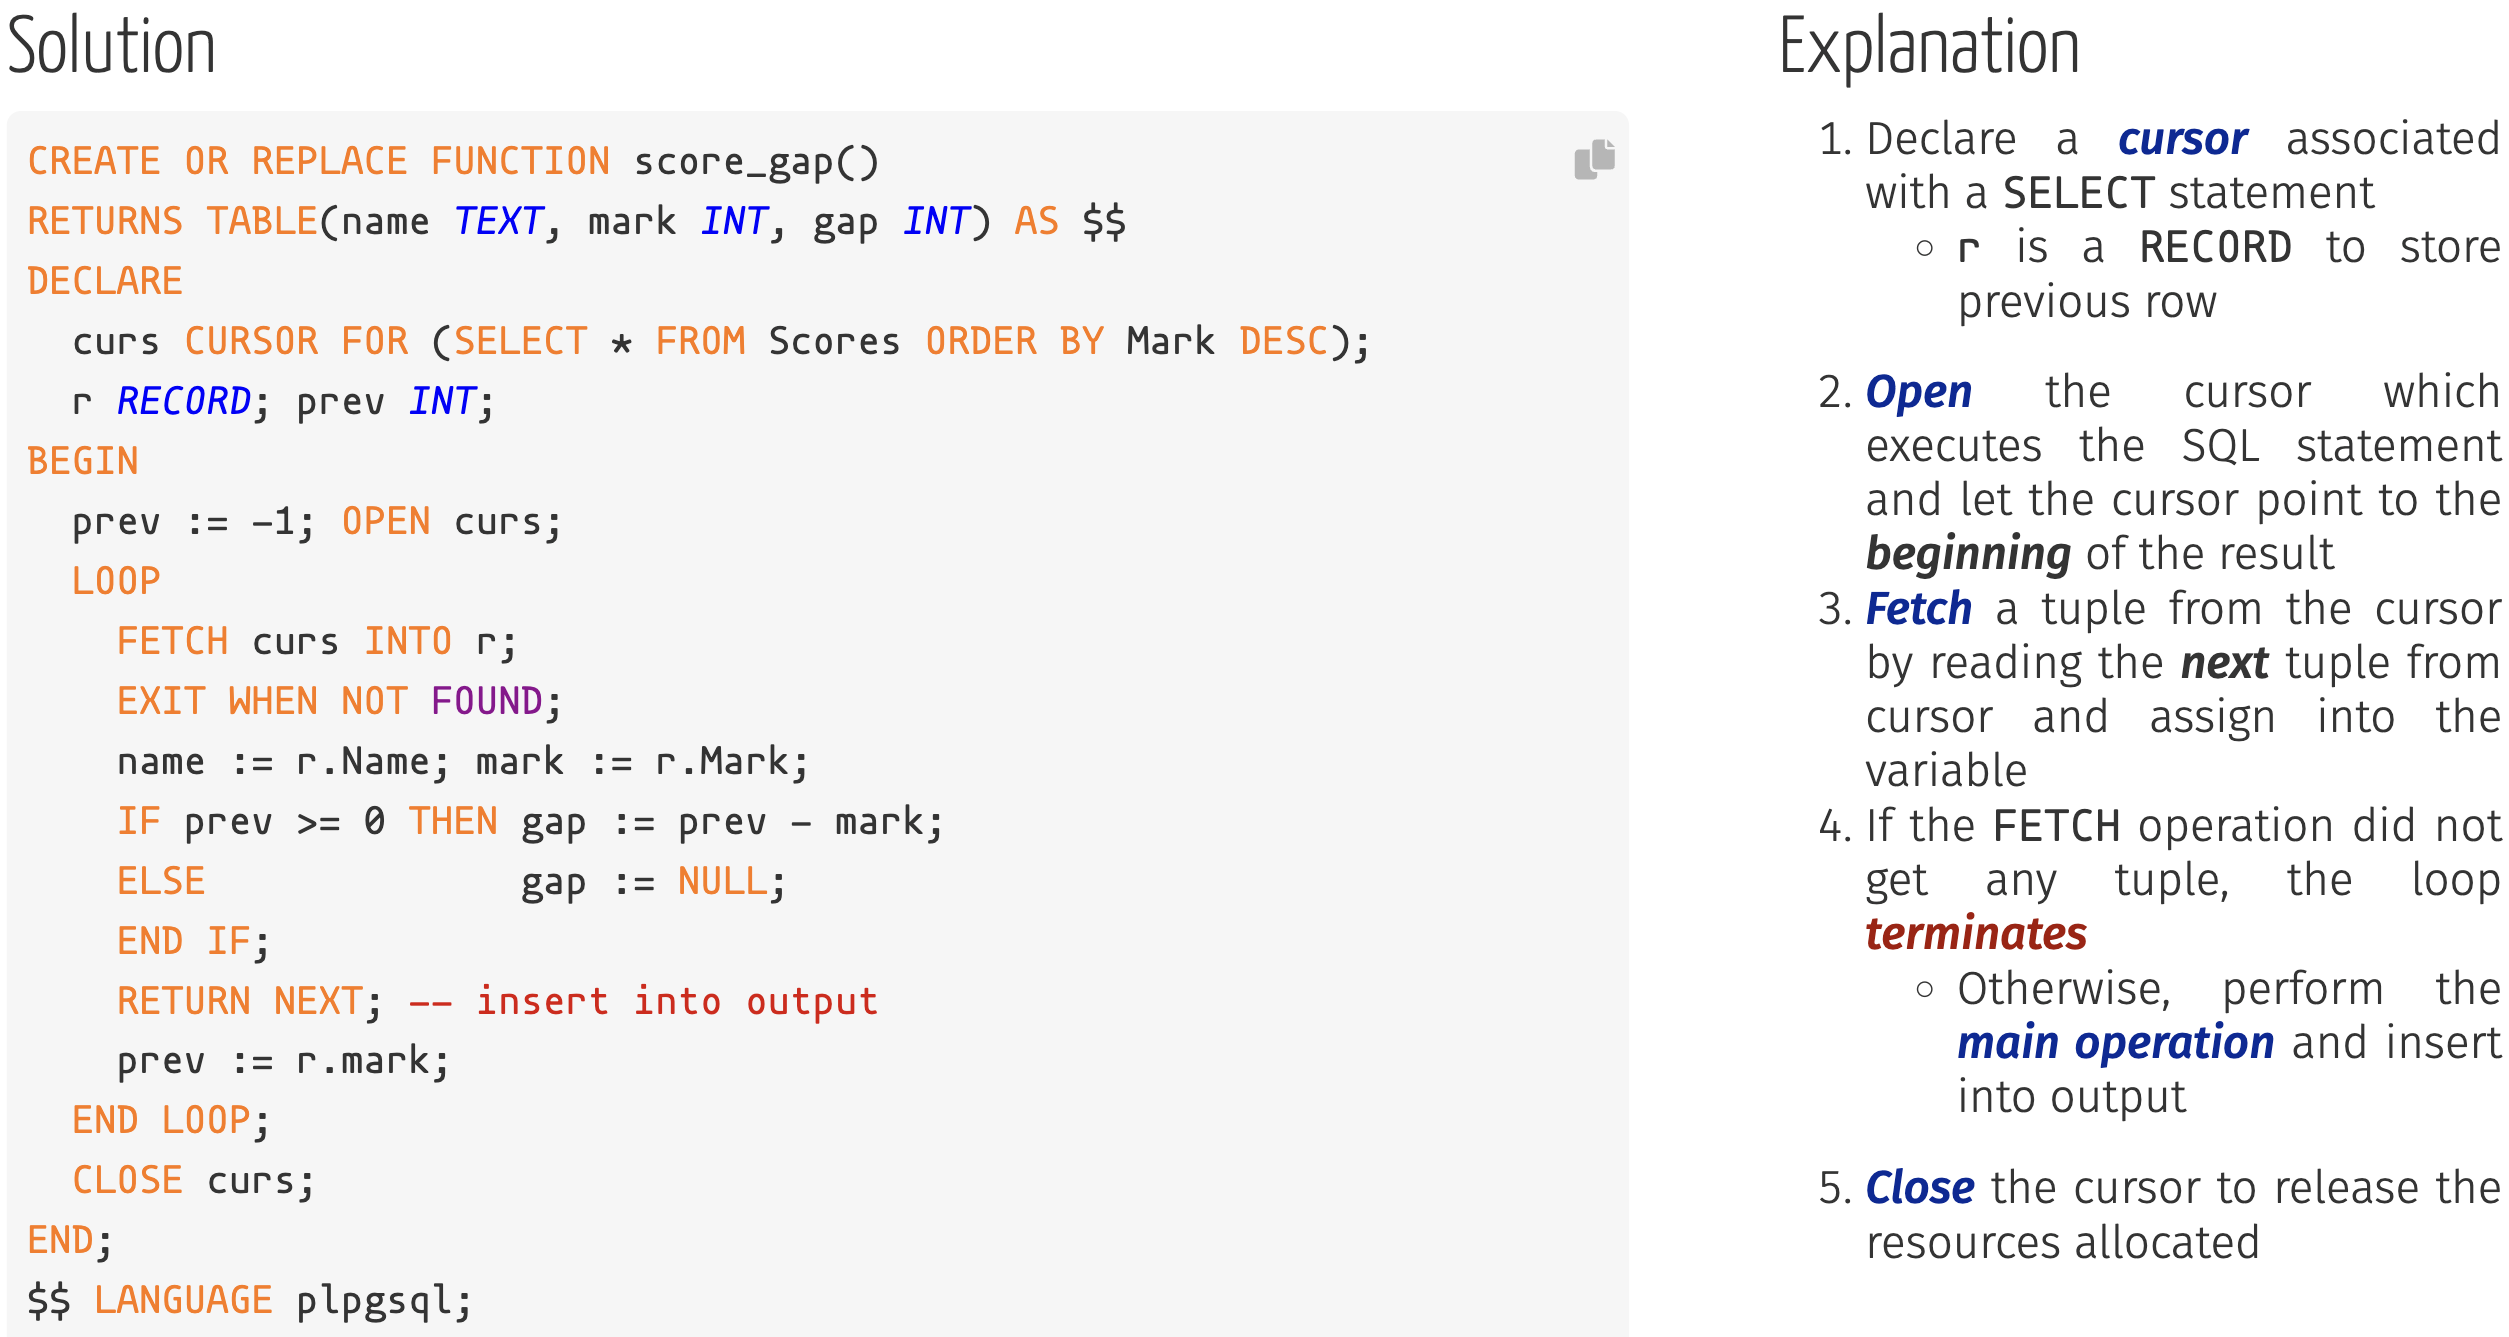 Solution
CREATE OR REPLACE FUNCTION score_gap()
RETURNS TABLE(name TEXT, mark INT, gap INT) AS $$
DECLARE
  curs CURSOR FOR (SELECT * FROM Scores ORDER BY Mark DESC);
  r RECORD; prev INT;
BEGIN
  prev := -1; OPEN curs;
  LOOP
    FETCH curs INTO r;
    EXIT WHEN NOT FOUND;
    name := r.Name; mark := r.Mark;
    IF prev >= 0 THEN gap := prev - mark;
    ELSE              gap := NULL;
    END IF;
    RETURN NEXT; -- insert into output
    prev := r.mark;
  END LOOP;
  CLOSE curs;
END;
$$ LANGUAGE plpgsql;
Explanation
1. Declare a cursor associated
with a SELECT statement
○ r is a RECORD to store
previous row
2. Open the cursor which
executes the SQL statement
and let the cursor point to the
beginning of the result
3. Fetch a tuple from the cursor
by reading the next tuple from
cursor and assign into the
variable
4. If the FETCH operation did not
get any tuple, the loop
terminates
○ Otherwise, perform the
main operation and insert
into output
5. Close the cursor to release the
resources allocated